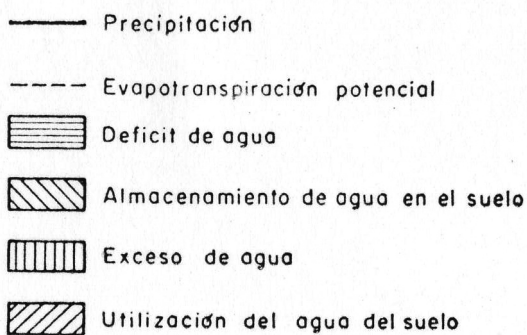 Precipitación
Evapotranspiración potencial
Deficit de agua
Almacenamiento de agua en el suelo
Exceso de agua
Utilización del agua del suelo